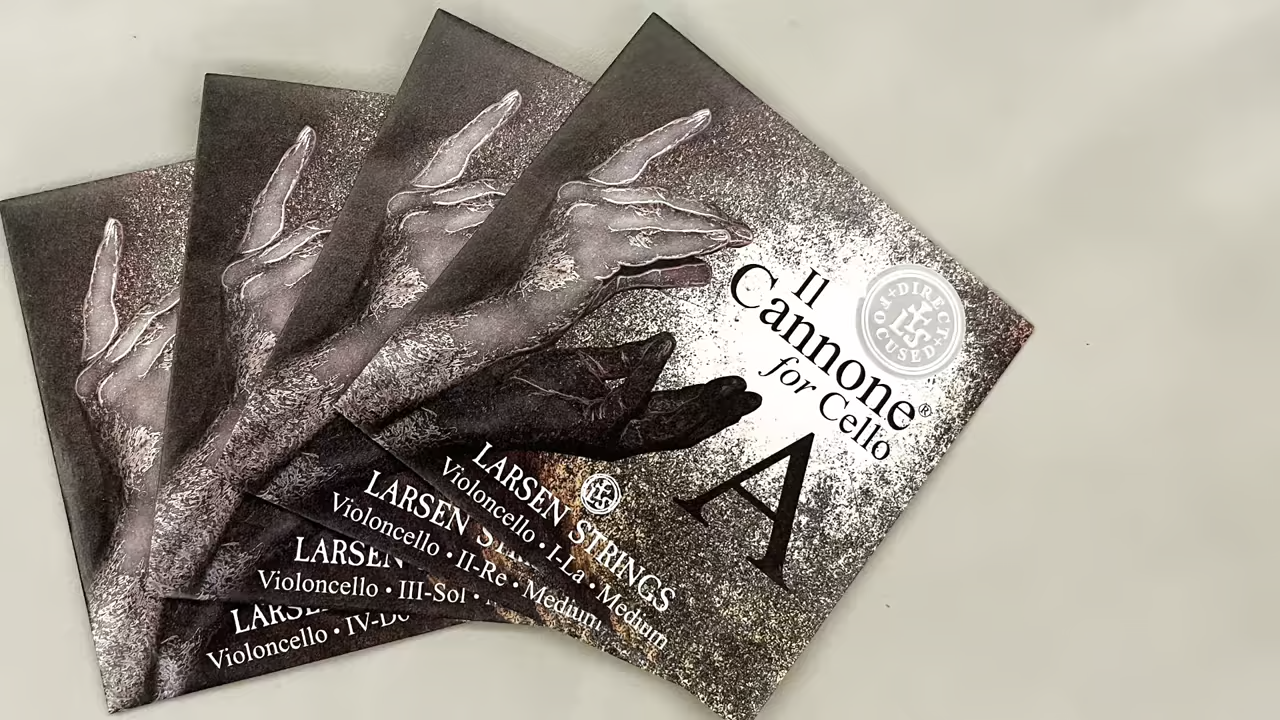 Il
Cannone®
for Cello
DIRECT + FOCUSED +
LS
A
LARSEN STRINGS
Violoncello • I-La • Medium
LARSEN
Violoncello • II-Re • Medium
LARSEN
Violoncello • III-Sol •
Violoncello • IV-Do